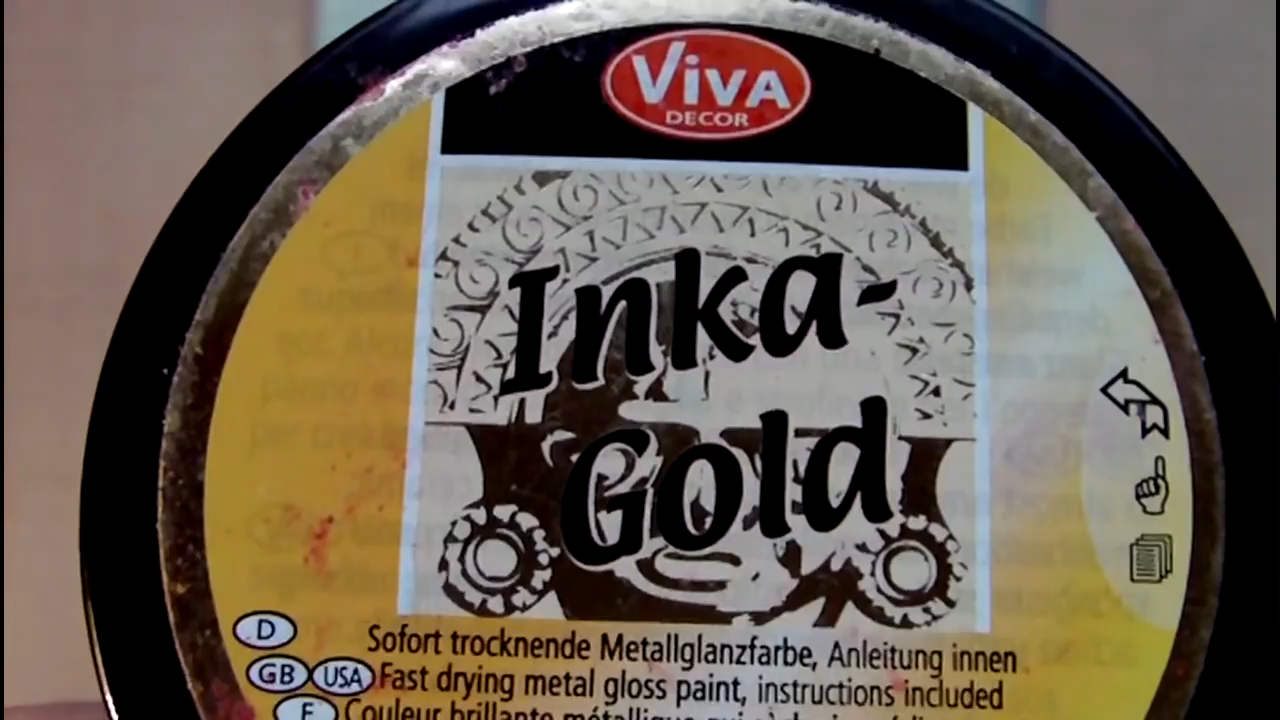 VIVA
DECOR
Inka-
Gold
D Sofort trocknende Metallglanzfarbe, Anleitung innen
GB USA Fast drying metal gloss paint, instructions included
F Couleur brillante métallique